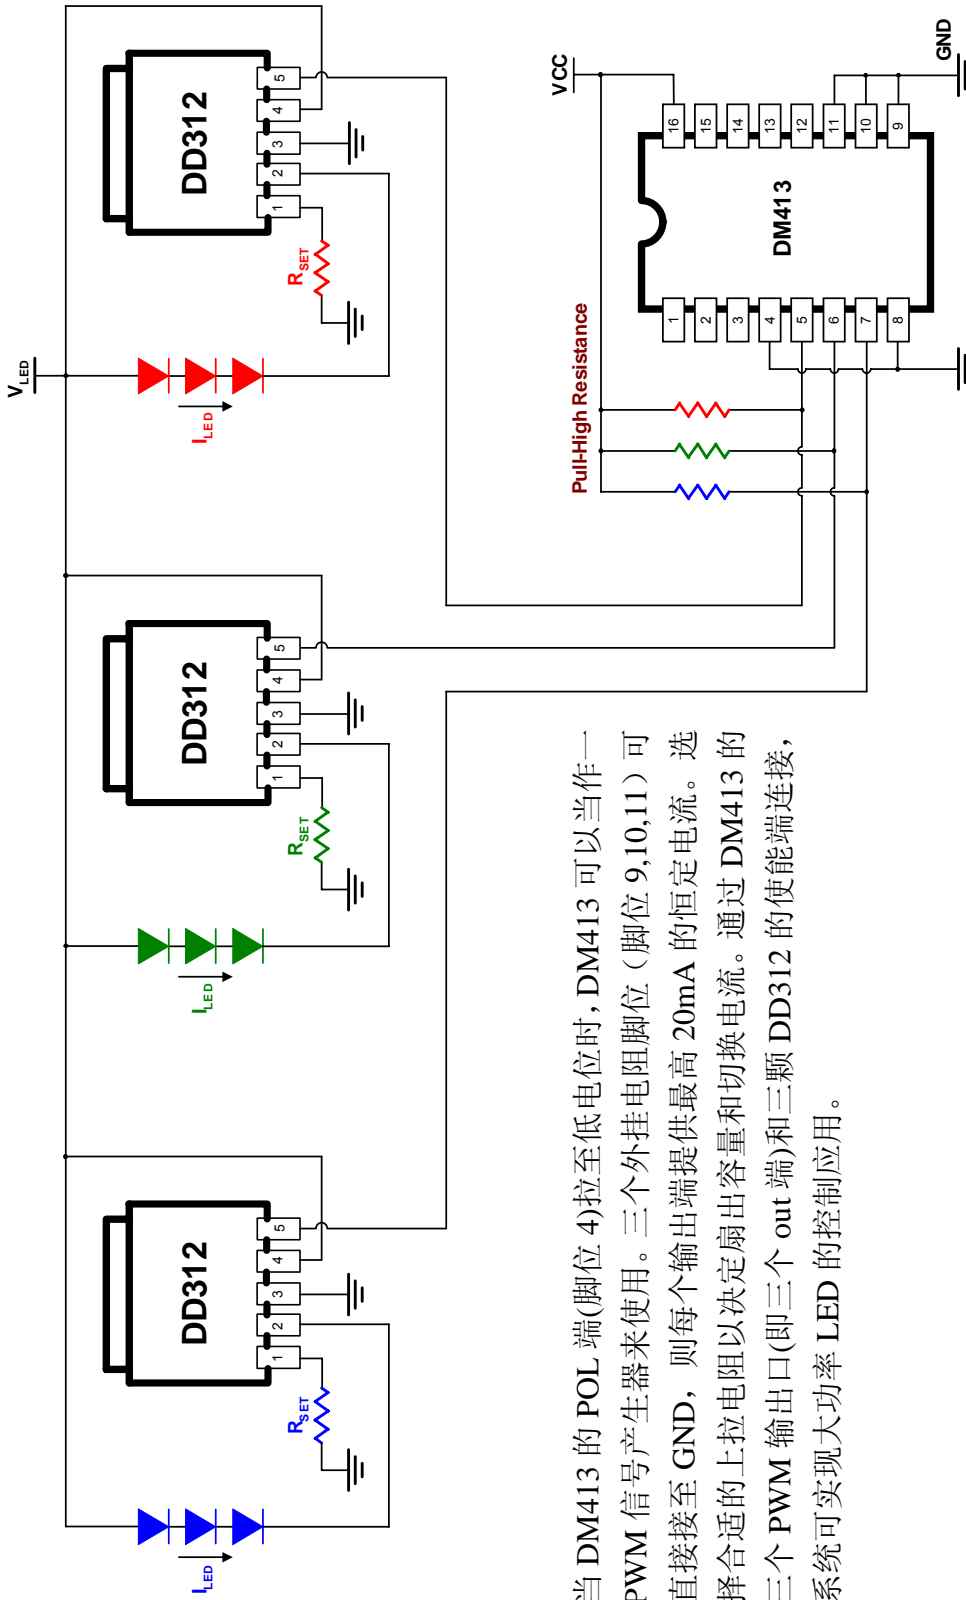 V_LED
DD312
DD312
DD312
I_LED
I_LED
I_LED
1 2 3 4 5
1 2 3 4 5
1 2 3 4 5
R_SET
R_SET
R_SET
VCC
Pull-High Resistance
1 16
2 15
3 14
4 13
5 12
6 11
7 10
8 9
DM413
GND
当 DM413 的 POL 端(脚位 4)拉至低电位时，DM413 可以当作一
PWM 信号产生器来使用。三个外挂电阻脚位（脚位 9,10,11）可
直接接至 GND，则每个输出端提供最高 20mA 的恒定电流。选
择合适的上拉电阻以决定扇出容量和切换电流。通过 DM413 的
三个 PWM 输出口(即三个 out 端)和三颗 DD312 的使能端连接，
系统可实现大功率 LED 的控制应用。